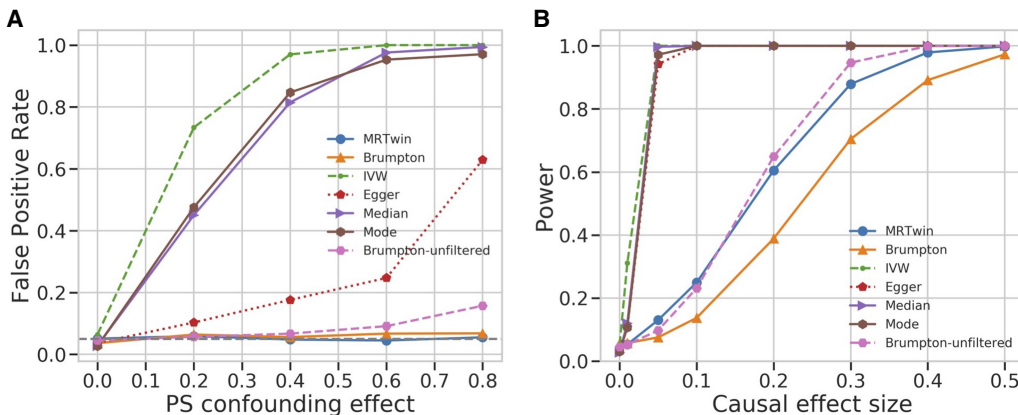 A
False Positive Rate
1.0
0.8
0.6
0.4
0.2
0.0
MRTwin
Brumpton
IVW
Egger
Median
Mode
Brumpton-unfiltered
0.0 0.1 0.2 0.3 0.4 0.5 0.6 0.7 0.8
PS confounding effect
B
Power
1.0
0.8
0.6
0.4
0.2
0.0
MRTwin
Brumpton
IVW
Egger
Median
Mode
Brumpton-unfiltered
0.0 0.1 0.2 0.3 0.4 0.5
Causal effect size